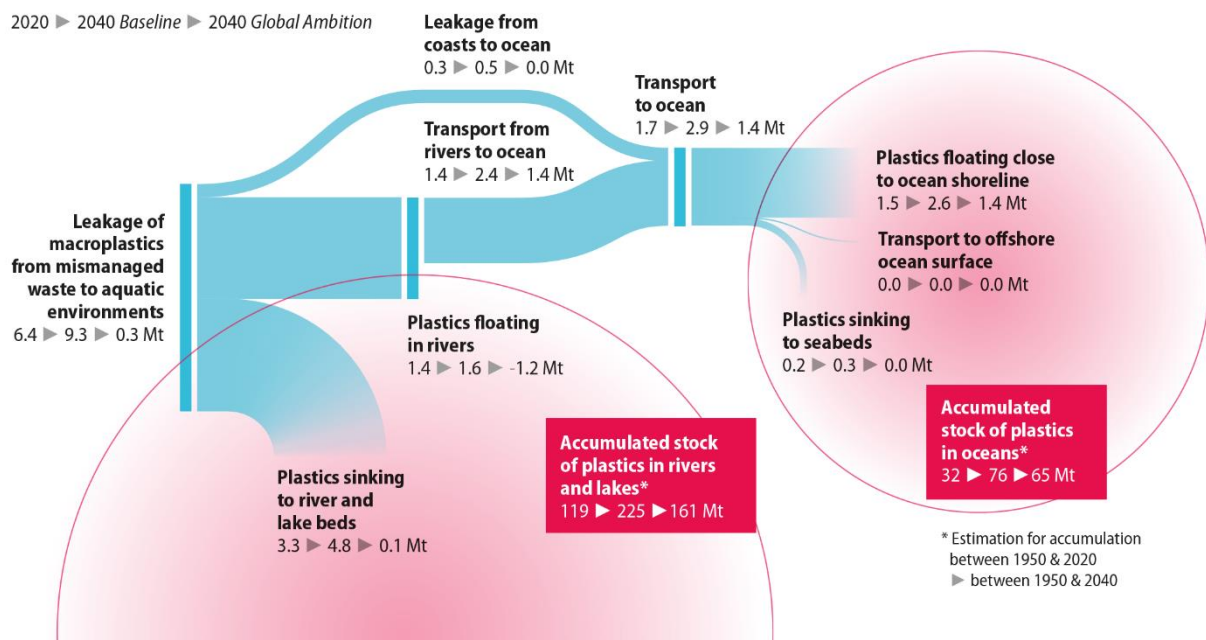 2020 ► 2040 Baseline ► 2040 Global Ambition
Leakage from
coasts to ocean
0.3 ► 0.5 ► 0.0 Mt
Transport
to ocean
1.7 ► 2.9 ► 1.4 Mt
Transport from
rivers to ocean
1.4 ► 2.4 ► 1.4 Mt
Plastics floating close
to ocean shoreline
1.5 ► 2.6 ► 1.4 Mt
Leakage of
macroplastics
from mismanaged
waste to aquatic
environments
6.4 ► 9.3 ► 0.3 Mt
Transport to offshore
ocean surface
0.0 ► 0.0 ► 0.0 Mt
Plastics floating
in rivers
1.4 ► 1.6 ► -1.2 Mt
Plastics sinking
to seabeds
0.2 ► 0.3 ► 0.0 Mt
Accumulated
stock of plastics
in oceans*
32 ► 76 ► 65 Mt
Accumulated stock
of plastics in rivers
and lakes*
119 ► 225 ► 161 Mt
Plastics sinking
to river and
lake beds
3.3 ► 4.8 ► 0.1 Mt
* Estimation for accumulation
between 1950 & 2020
► between 1950 & 2040